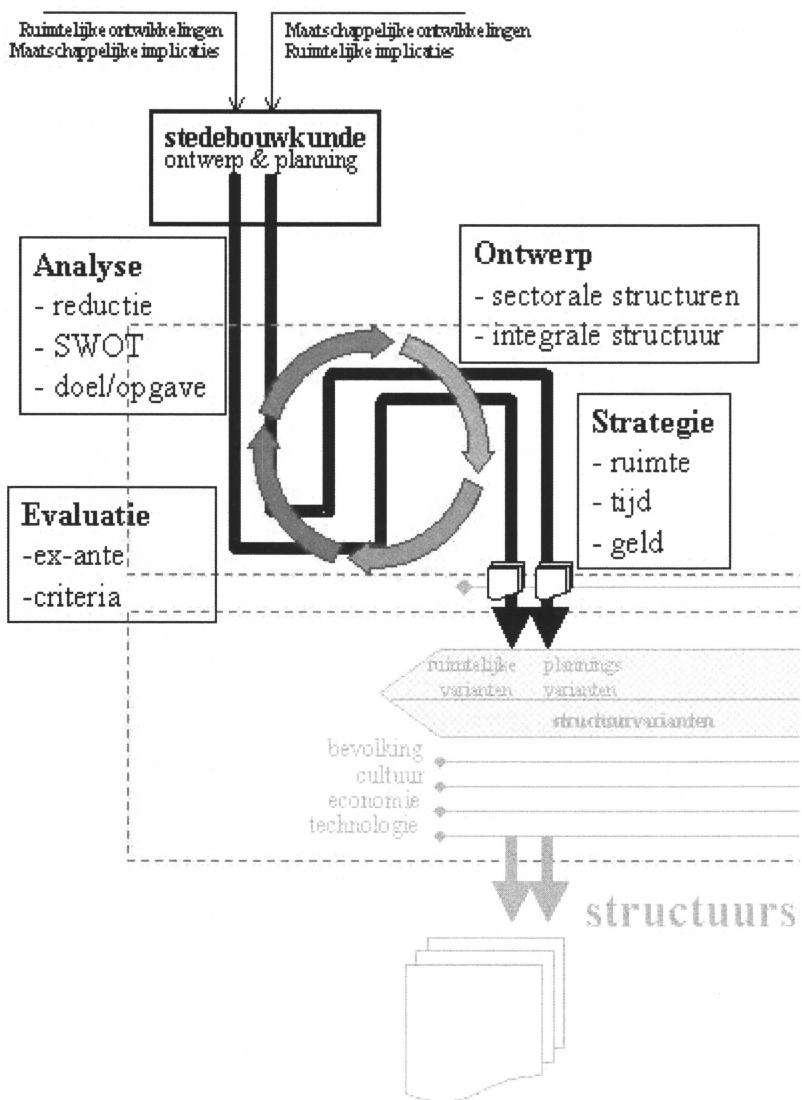 Ruimtelijke ontwikkelingen
Maatschappelijke implicaties
Maatschappelijke ontwikkelingen
Ruimtelijke implicaties
stedebouwkunde
ontwerp & planning
Analyse
- reductie
- SWOT
- doel/opgave
Ontwerp
- sectorale structuren
- integrale structuur
Strategie
- ruimte
- tijd
- geld
Evaluatie
-ex-ante
-criteria
ruimtelijke
varianten
plannings
varianten
structuurvarianten
bevolking
cultuur
economie
technologie
structuurs